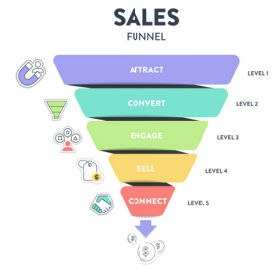 SALES
FUNNEL
ATTRACT
LEVEL 1
CONVERT
LEVEL 2
ENGAGE
LEVEL 3
SELL
LEVEL 4
CONNECT
LEVEL 5
$
$
$
$